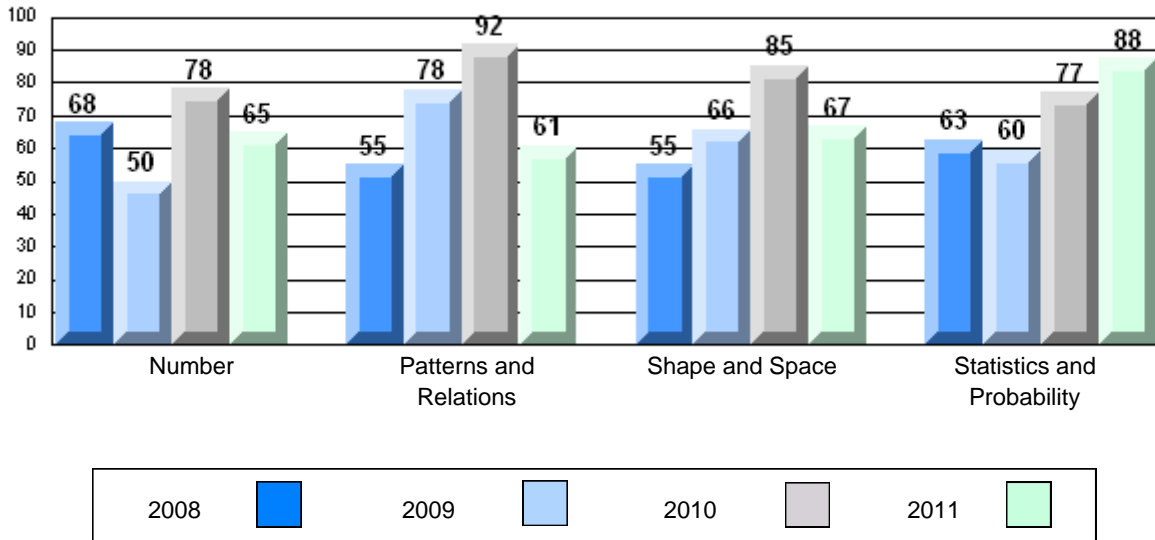 100
90
80
70
60
50
40
30
20
10
0
68 50 78 65
55 78 92 61
55 66 85 67
63 60 77 88
Number
Patterns and
Relations
Shape and Space
Statistics and
Probability
2008 2009 2010 2011